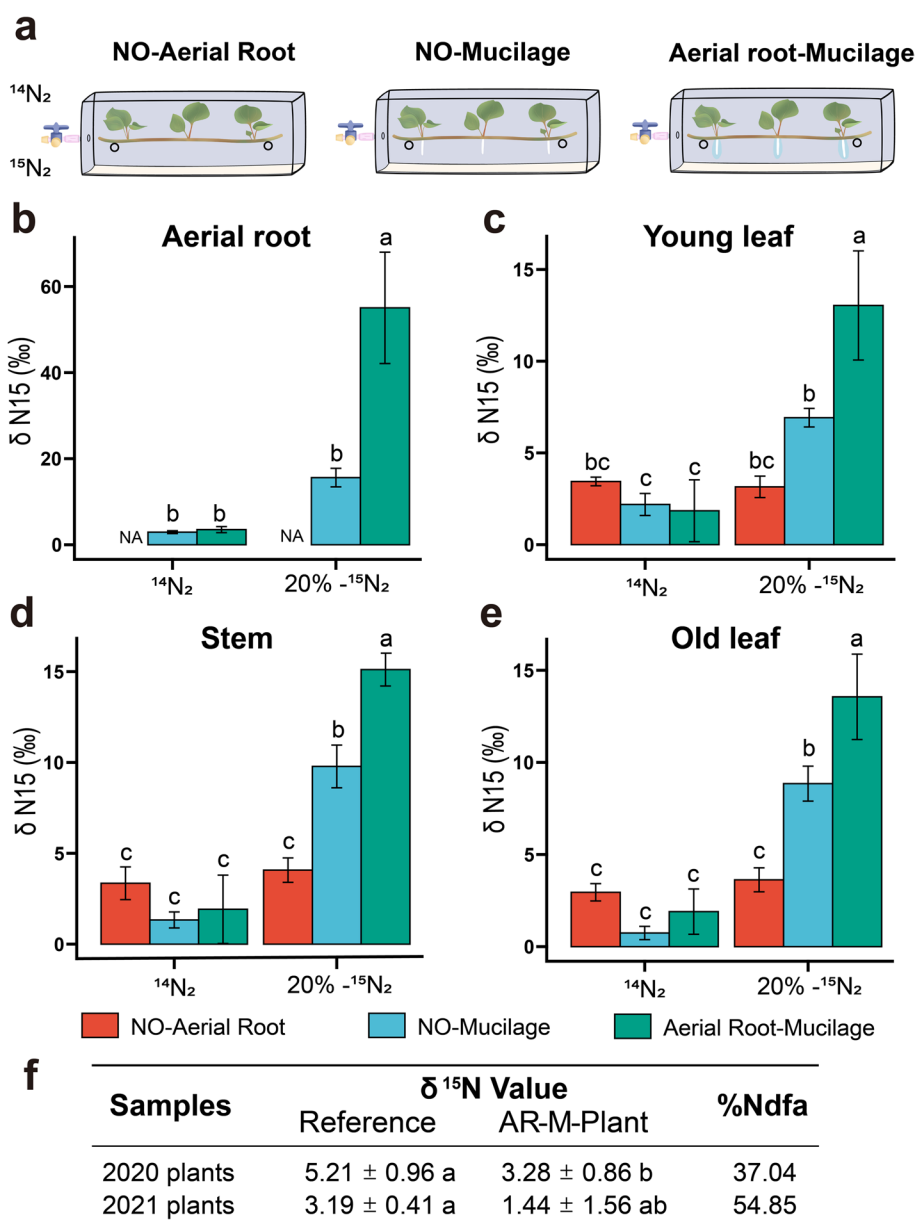 a
NO-Aerial Root
NO-Mucilage
Aerial root-Mucilage
¹⁴N₂
¹⁵N₂
b
Aerial root
δ N15 (‰)
60
40
20
0
NA
b
b
NA
b
a
¹⁴N₂
20% -¹⁵N₂
c
Young leaf
δ N15 (‰)
15
10
5
0
bc
c
c
bc
b
a
¹⁴N₂
20% -¹⁵N₂
d
Stem
δ N15 (‰)
15
10
5
0
c
c
c
c
b
a
¹⁴N₂
20% -¹⁵N₂
e
Old leaf
δ N15 (‰)
15
10
5
0
c
c
c
c
b
a
¹⁴N₂
20% -¹⁵N₂
NO-Aerial Root
NO-Mucilage
Aerial Root-Mucilage
f
Samples
δ ¹⁵N Value
%Ndfa
Reference
AR-M-Plant
2020 plants 5.21 ± 0.96 a 3.28 ± 0.86 b 37.04
2021 plants 3.19 ± 0.41 a 1.44 ± 1.56 ab 54.85